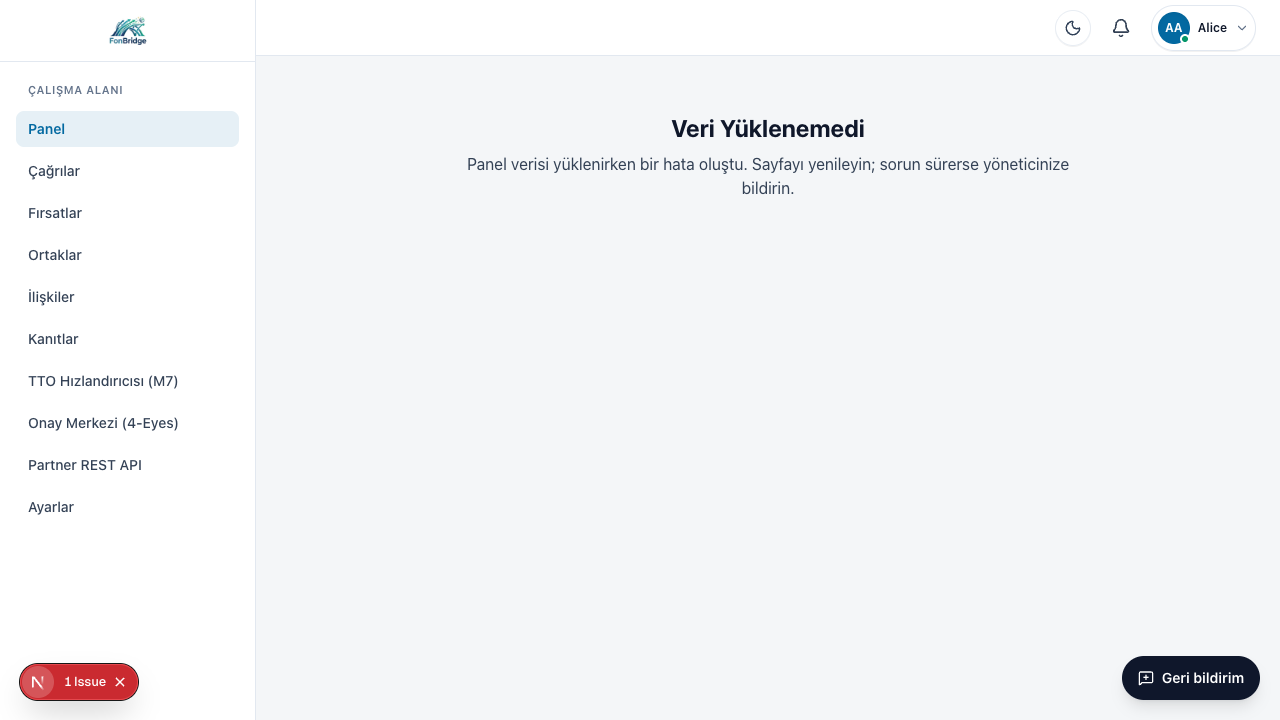 FonBridge
AA
Alice
ÇALIŞMA ALANI
Panel
Çağrılar
Fırsatlar
Ortaklar
İlişkiler
Kanıtlar
TTO Hızlandırıcısı (M7)
Onay Merkezi (4-Eyes)
Partner REST API
Ayarlar
Veri Yüklenemedi
Panel verisi yüklenirken bir hata oluştu. Sayfayı yenileyin; sorun sürerse yöneticinize
bildirin.
N 1 Issue
Geri bildirim